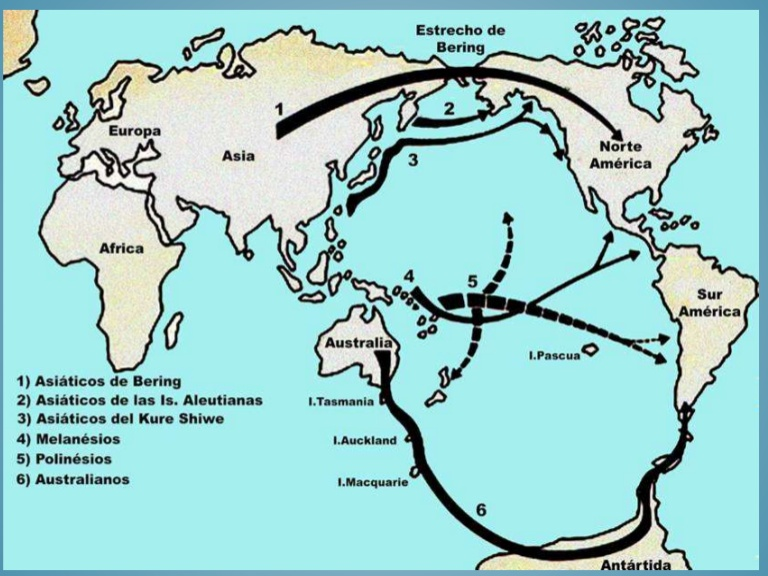 Estrecho de
Bering
1
2
Europa
Asia
3
Norte
América
Africa
4
5
Sur
América
Australia
I.Pascua
1) Asiáticos de Bering
2) Asiáticos de las Is. Aleutianas
3) Asiáticos del Kure Shiwe
4) Melanésios
5) Polinésios
6) Australianos
I.Tasmania
I.Auckland
I.Macquarie
6
Antártida